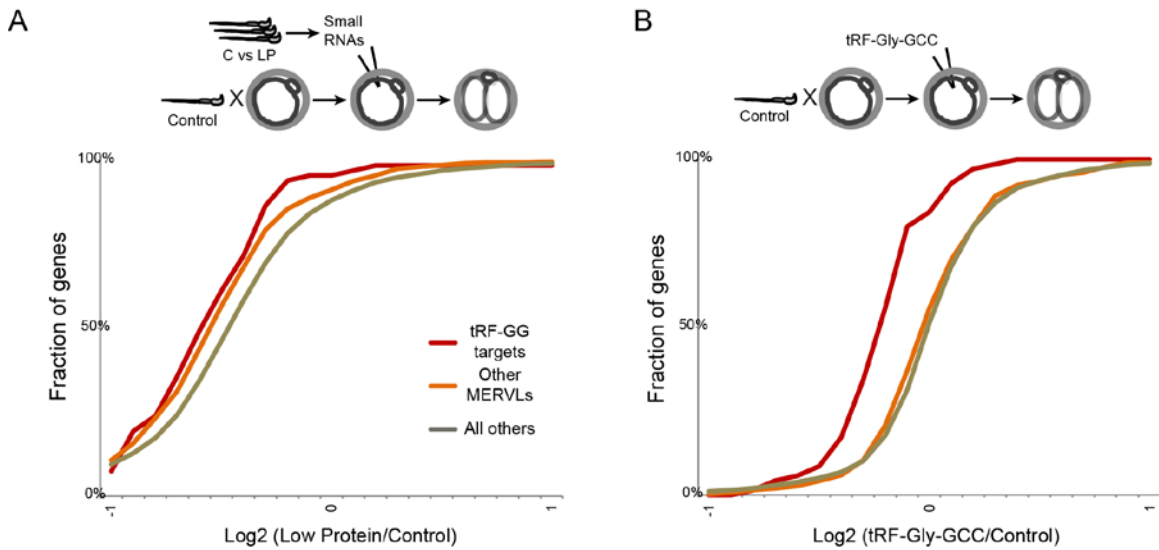 A
Small
RNAs
C vs LP
X
Control
100%
50%
0%
Fraction of genes
tRF-GG
targets
Other
MERVLs
All others
-1
0
1
Log2 (Low Protein/Control)
B
tRF-Gly-GCC
X
Control
100%
50%
0%
Fraction of genes
-1
0
1
Log2 (tRF-Gly-GCC/Control)